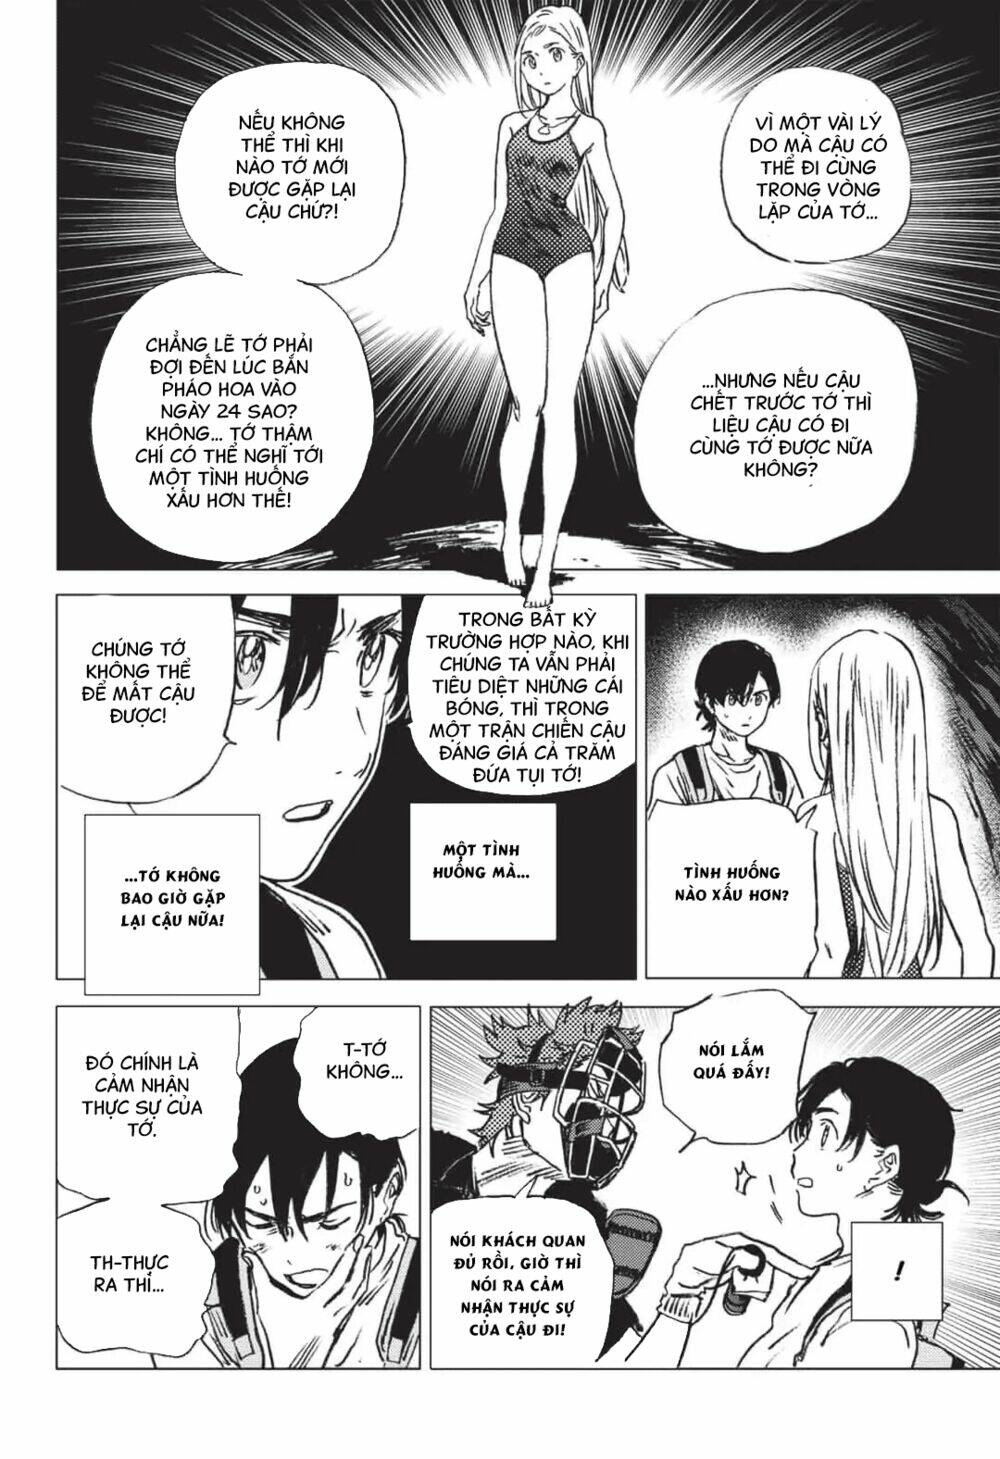 VÌ MỘT VÀI LÝ
DO MÀ CẬU CÓ
THỂ ĐI CÙNG
TRONG VÒNG
LẶP CỦA TỚ...
...NHƯNG NẾU CẬU
CHẾT TRƯỚC TỚ THÌ
LIỆU CẬU CÓ ĐI
CÙNG TỚ ĐƯỢC NỮA
KHÔNG?
NẾU KHÔNG
THỂ THÌ KHI
NÀO TỚ MỚI
ĐƯỢC GẶP LẠI
CẬU CHỨ?!
CHẲNG LẼ TỚ PHẢI
ĐỢI ĐẾN LÚC BẮN
PHÁO HOA VÀO
NGÀY 24 SAO?
KHÔNG... TỚ THẬM
CHÍ CÓ THỂ NGHĨ TỚI
MỘT TÌNH HUỐNG
XẤU HƠN THẾ!
TÌNH HUỐNG
NÀO XẤU HƠN?
TRONG BẤT KỲ
TRƯỜNG HỢP NÀO, KHI
CHÚNG TA VẪN PHẢI
TIÊU DIỆT NHỮNG CÁI
BÓNG, THÌ TRONG
MỘT TRẬN CHIẾN CẬU
ĐÁNG GIÁ CẢ TRĂM
ĐỨA TỤI TỚ!
MỘT TÌNH
HUỐNG MÀ...
CHÚNG TỚ
KHÔNG THỂ
ĐỂ MẤT CẬU
ĐƯỢC!
...TỚ KHÔNG
BAO GIỜ GẶP
LẠI CẬU NỮA!
NÓI LẮM
QUÁ ĐẤY!
!
NÓI KHÁCH QUAN
ĐỦ RỒI, GIỜ THÌ
NÓI RA CẢM
NHẬN THỰC SỰ
CỦA CẬU ĐI!
T-TỚ
KHÔNG...
ĐÓ CHÍNH LÀ
CẢM NHẬN
THỰC SỰ CỦA
TỚ.
TH-THỰC
RA THÌ...